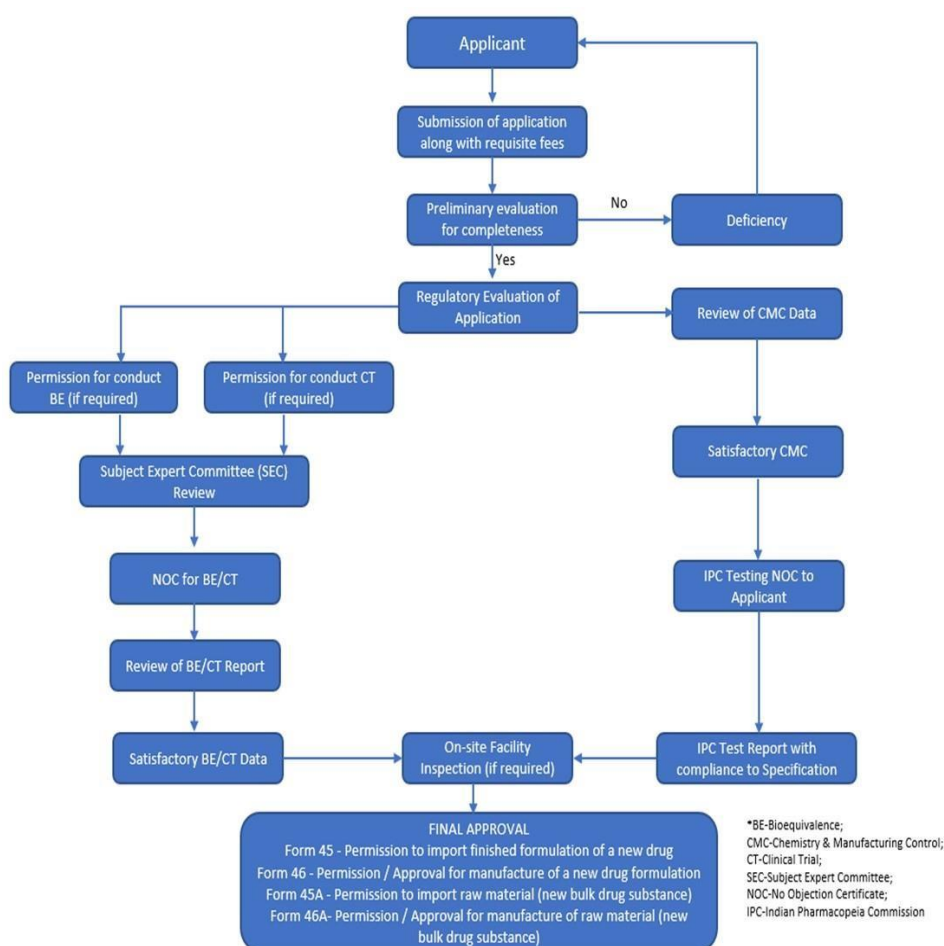 Applicant
Submission of application
along with requisite fees
Preliminary evaluation
for completeness
No
Deficiency
Yes
Regulatory Evaluation of
Application
Review of CMC Data
Permission for conduct
BE (if required)
Permission for conduct CT
(if required)
Subject Expert Committee (SEC)
Review
Satisfactory CMC
NOC for BE/CT
IPC Testing NOC to
Applicant
Review of BE/CT Report
Satisfactory BE/CT Data
On-site Facility
Inspection (if required)
IPC Test Report with
compliance to Specification
FINAL APPROVAL
Form 45 - Permission to import finished formulation of a new drug
Form 46 - Permission / Approval for manufacture of a new drug formulation
Form 45A - Permission to import raw material (new bulk drug substance)
Form 46A- Permission / Approval for manufacture of raw material (new
bulk drug substance)
*BE-Bioequivalence;
CMC-Chemistry & Manufacturing Control;
CT-Clinical Trial;
SEC-Subject Expert Committee;
NOC-No Objection Certificate;
IPC-Indian Pharmacopeia Commission